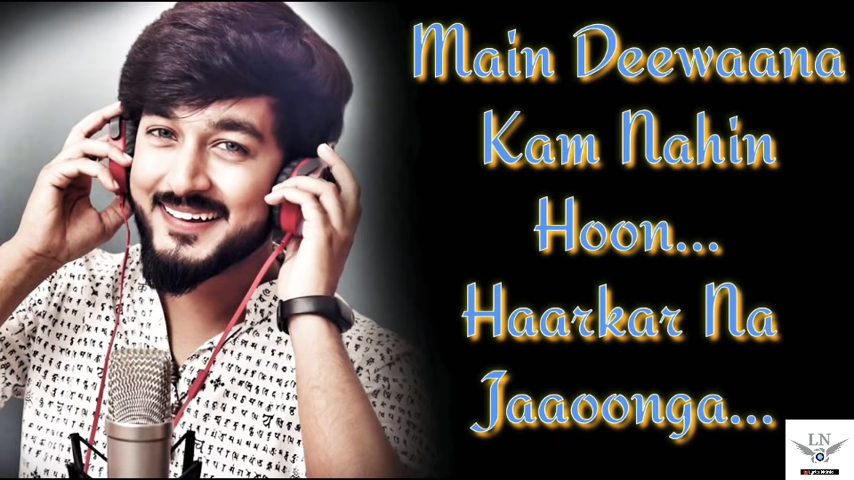 Main Deewaana
Kam Nahin
Hoon...
Haarkar Na
Jaaoonga...
LN